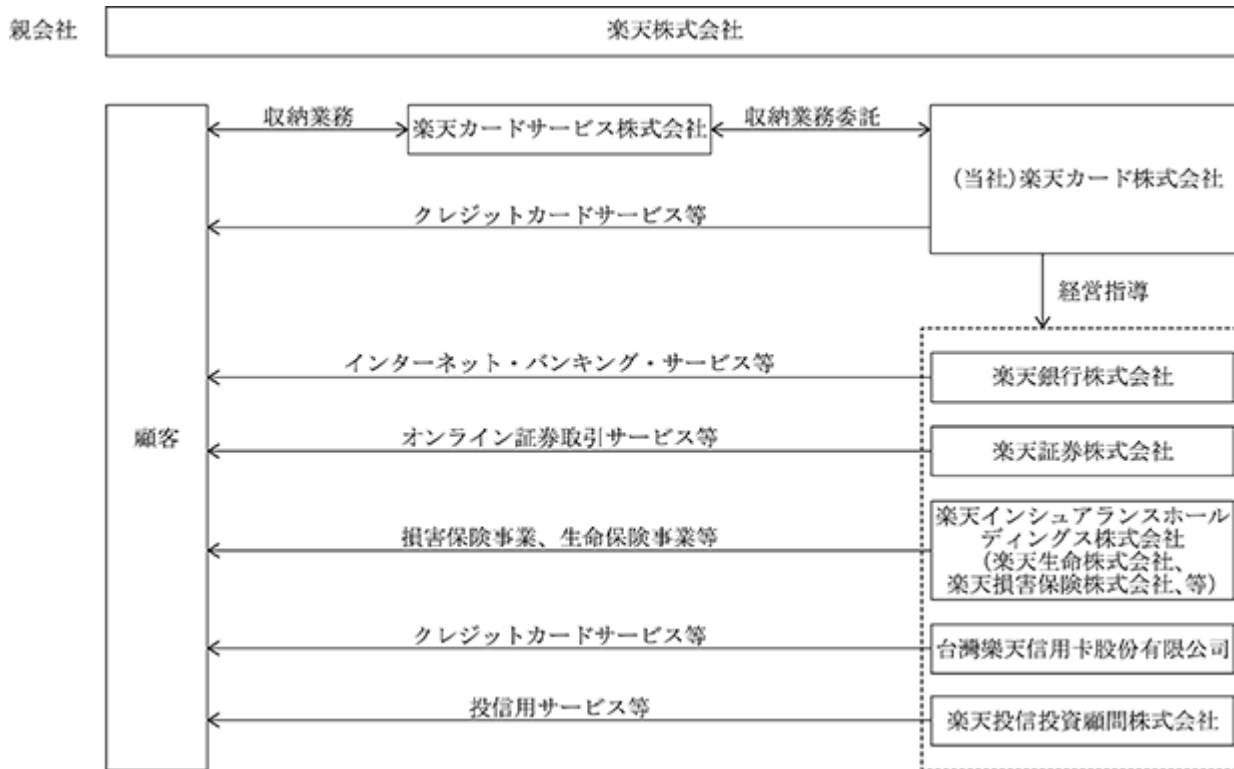 親会社
楽天株式会社
収納業務
楽天カードサービス株式会社
収納業務委託
(当社)楽天カード株式会社
クレジットカードサービス等
経営指導
インターネット・バンキング・サービス等
楽天銀行株式会社
顧客
オンライン証券取引サービス等
楽天証券株式会社
損害保険事業、生命保険事業等
楽天インシュアランスホール
ディングス株式会社
(楽天生命株式会社、
楽天損害保険株式会社、等)
クレジットカードサービス等
台灣樂天信用卡股份有限公司
投信用サービス等
楽天投信投資顧問株式会社